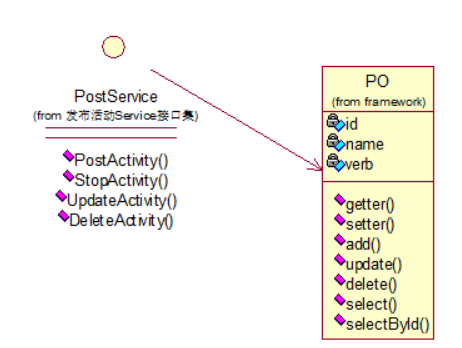 PostService
(from 发布活动Service接口集)
PostActivity()
StopActivity()
UpdateActivity()
DeleteActivity()
PO
(from framework)
id
name
verb
getter()
setter()
add()
update()
delete()
select()
selectById()